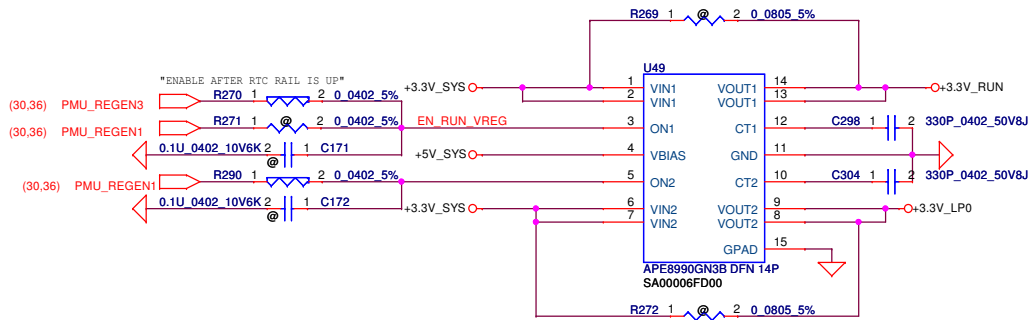 R269 1 @ 2 0_0805_5%
U49
"ENABLE AFTER RTC RAIL IS UP"
+3.3V_SYS 1 VIN1 VOUT1 14 +3.3V_RUN
2 VIN1 VOUT1 13
(30,36) PMU_REGEN3 R270 1 2 0_0402_5%
(30,36) PMU_REGEN1 R271 1 @ 2 0_0402_5% EN_RUN_VREG 3 ON1 CT1 12 C298 1 2 330P_0402_50V8J
0.1U_0402_10V6K 2 @ 1 C171 +5V_SYS 4 VBIAS GND 11
(30,36) PMU_REGEN1 R290 1 2 0_0402_5% 5 ON2 CT2 10 C304 1 2 330P_0402_50V8J
0.1U_0402_10V6K 2 @ 1 C172 +3.3V_SYS 6 VIN2 VOUT2 9 +3.3V_LP0
7 VIN2 VOUT2 8
GPAD 15
APE8990GN3B DFN 14P
SA00006FD00
R272 1 @ 2 0_0805_5%